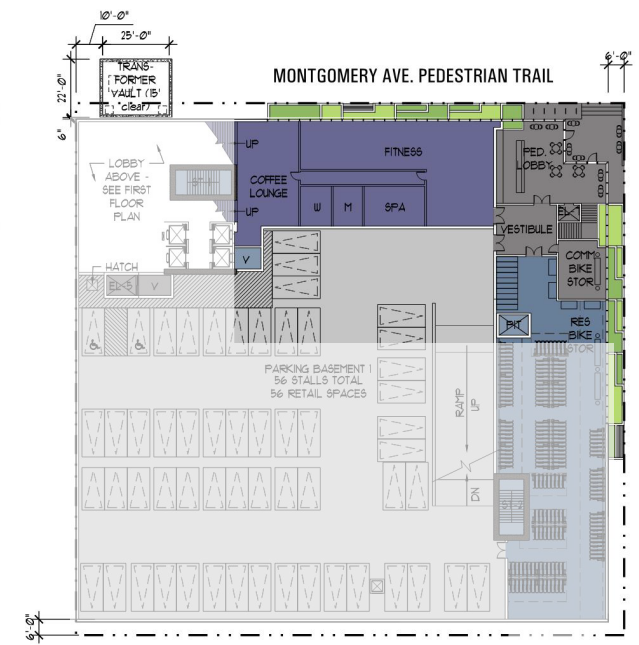 10'-0"
25'-0"
22'-0"
6"
TRANS-
FORMER
VAULT (15'
clear)
MONTGOMERY AVE. PEDESTRIAN TRAIL
6'-0"
LOBBY
ABOVE -
SEE FIRST
FLOOR
PLAN
UP
UP
COFFEE
LOUNGE
FITNESS
W
M
SPA
PED.
LOBBY
VESTIBULE
HATCH
V
V
COMM
BIKE
STOR
RES
BIKE
STOR
PARKING BASEMENT 1
56 STALLS TOTAL
56 RETAIL SPACES
RAMP
UP
DN
6'-0"